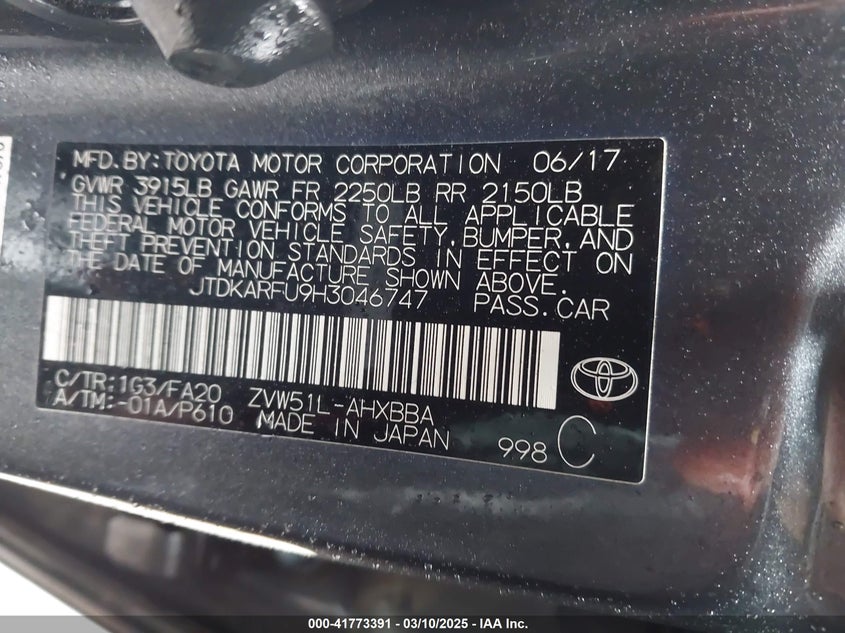 MFD.BY:TOYOTA MOTOR CORPORATION 06/17
GVWR 3915LB GAWR FR 2250LB RR 2150LB
THIS VEHICLE CONFORMS TO ALL APPLICABLE
FEDERAL MOTOR VEHICLE SAFETY,BUMPER,AND
THEFT PREVENTION STANDARDS IN EFFECT ON
THE DATE OF MANUFACTURE SHOWN ABOVE.
JTDKARFU9H3046747 PASS.CAR
C/TR:1G3/FA20 ZVW51L-AHXBBA
A/TM:-01A/P610 MADE IN JAPAN
998 C
000-41773391 — 03/10/2025 — IAA Inc.